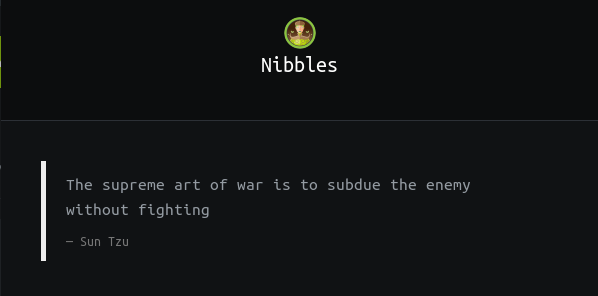 Nibbles
The supreme art of war is to subdue the enemy
without fighting
— Sun Tzu